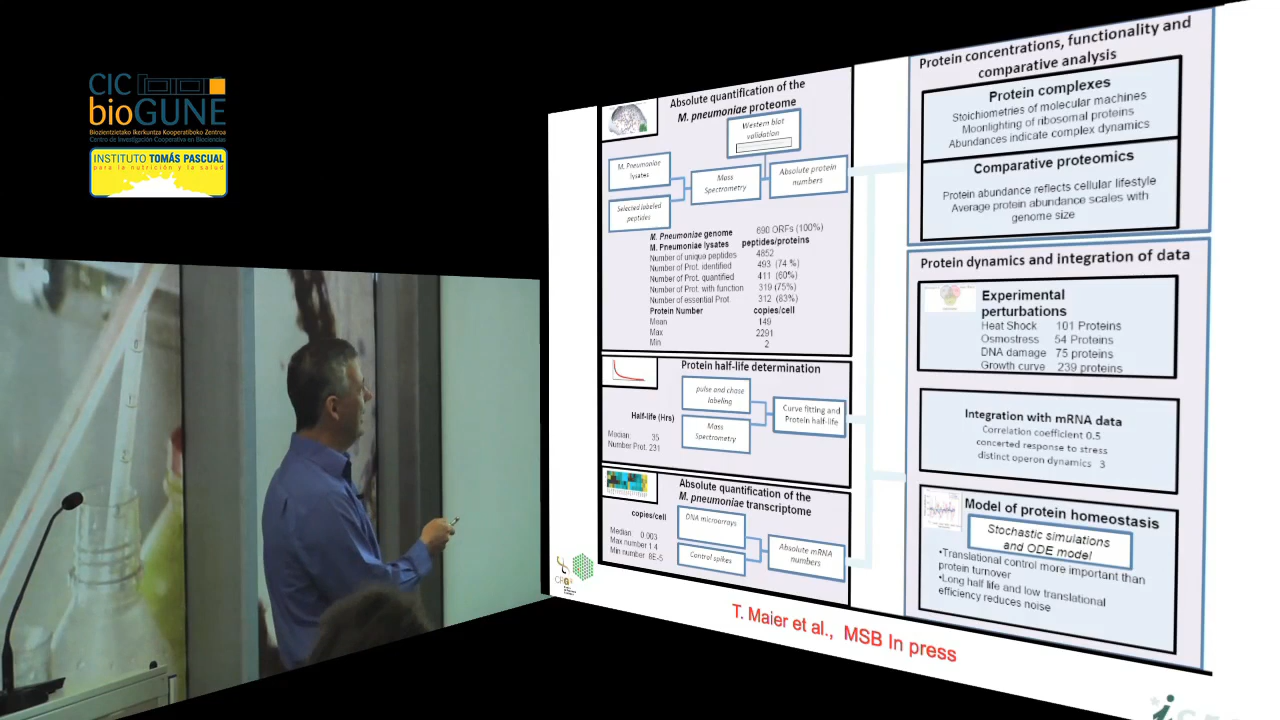 CIC
bioGUNE
Biozientzietako Ikerkuntza Kooperatiboko Zentroa
Centro de Investigación Cooperativa en Biociencias
INSTITUTO TOMÁS PASCUAL
para la nutrición y la salud
Absolute quantification of the
M. pneumoniae proteome
Western blot
validation
M. Pneumoniae
lysates
Mass
Spectrometry
Absolute protein
numbers
Selected labeled
peptides
M. Pneumoniae genome 690 ORFs (100%)
M. Pneumoniae lysates peptides/proteins
Number of unique peptides 4852
Number of Prot. identified 493 (74 %)
Number of Prot. quantified 411 (60%)
Number of Prot. with function 319 (75%)
Number of essential Prot. 312 (83%)
Protein Number copies/cell
Mean 149
Max 2291
Min 2
Protein half-life determination
pulse and chase
labeling
Curve fitting and
Protein half-life
Mass
Spectrometry
Half-life (Hrs)
Median 35
Number Prot. 231
Absolute quantification of the
M. pneumoniae transcriptome
copies/cell
DNA microarrays
Control spikes
Absolute mRNA
numbers
Median 0.003
Max number 1.4
Min number 8E-5
Protein concentrations, functionality and
comparative analysis
Protein complexes
Stoichiometries of molecular machines
Moonlighting of ribosomal proteins
Abundances indicate complex dynamics
Comparative proteomics
Protein abundance reflects cellular lifestyle
Average protein abundance scales with
genome size
Protein dynamics and integration of data
Experimental
perturbations
Heat Shock 101 Proteins
Osmostress 54 Proteins
DNA damage 75 proteins
Growth curve 239 proteins
Integration with mRNA data
Correlation coefficient 0.5
concerted response to stress
distinct operon dynamics 3
Model of protein homeostasis
Stochastic simulations
and ODE model
•Translational control more important than
protein turnover
•Long half life and low translational
efficiency reduces noise
CRG
T. Maier et al., MSB In press